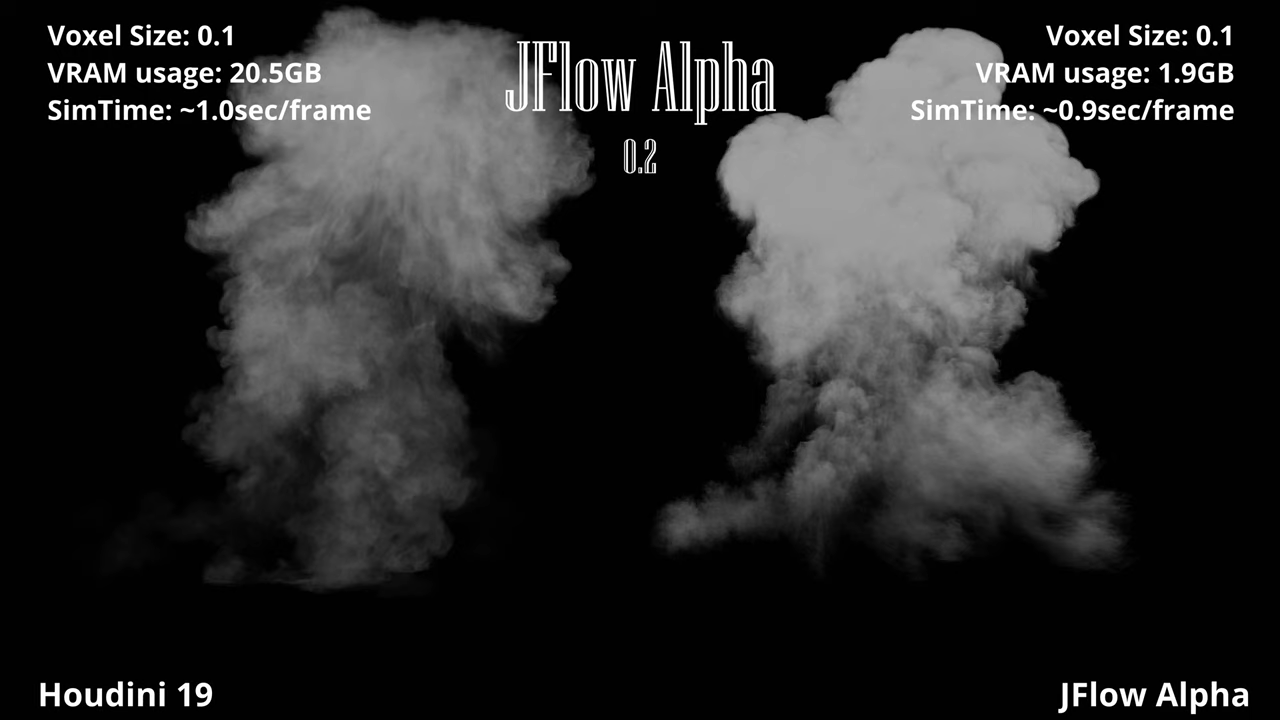 Voxel Size: 0.1
VRAM usage: 20.5GB
SimTime: ~1.0sec/frame
JFlow Alpha
0.2
Voxel Size: 0.1
VRAM usage: 1.9GB
SimTime: ~0.9sec/frame
Houdini 19
JFlow Alpha